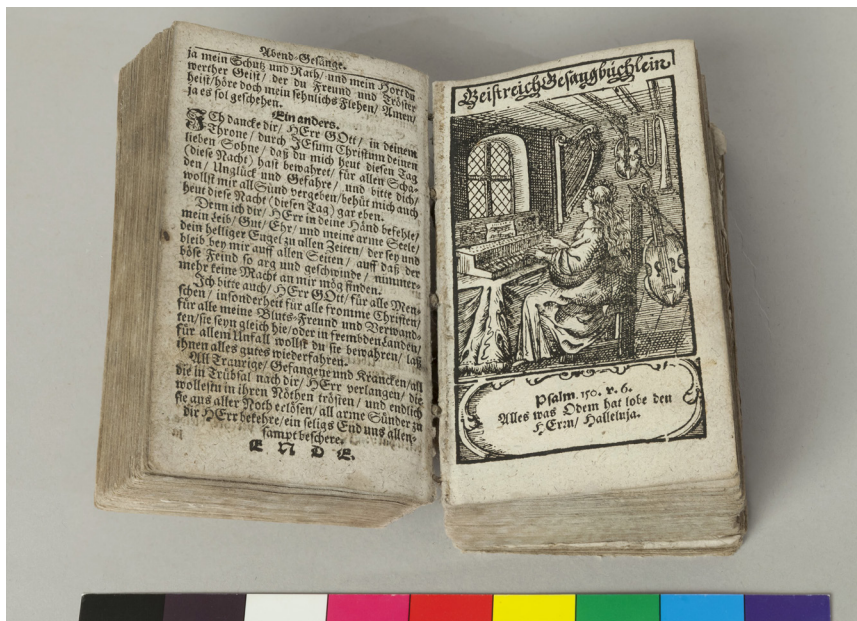 Abend-Gesänge.
ja mein Schutz und Rath/ und mein Hort du
werther Geist/ der du Freund und Tröster
heist/ höre doch mein sehnlichs Flehen/ Amen/
ja es sol geschehen.
Ein anders.
ICh dancke dir/ HErr GOtt/ in deinem
Throne/ durch JEsum Christum deinen
lieben Sohne/ daß du mich heut diesen Tag
(diese Nacht) hast bewahret/ für allen Scha-
den/ Unglück und Gefahre/ und bitte dich/
wollst mir all Sünd vergeben/ behüt mich auch
heut diese Nacht (diesen Tag) gar eben.
Denn ich dir/ HErr in deine Händ befehle/
mein Leib/ Gut/ Ehr/ und meine arme Seele/
dein heiliger Engel zu allen Zeiten/ der sey und
bleib bey mir auff allen Seiten/ auff daß der
böse Feind so arg und geschwinde/ nimmer-
mehr keine Macht an mir mög finden.
Ich bitte auch/ HErr GOtt/ für alle Men-
schen/ insonderheit für alle fromme Christen/
für alle meine Bluts-Freund und Verwand-
ten/ sie seyn gleich hie/ oder in frembden Landen/
für allem Unfall wollst du sie bewahren/ laß
ihnen alles gutes wiederfahren.
All Traurige/ Gefangene und Krancken/ all
die in Trübsal nach dir/ HErr verlangen/ die
wollestu in ihren Nöthen trösten/ und endlich
sie aus aller Noth erlösen/ all arme Sünder zu
dir HErr bekehre/ ein seligs End uns allen-
sampt beschere.
E N D E.
Geistreich Gesangbüchlein
Psalm. 150. v. 6.
Alles was Odem hat lobe den
HErrn/ Halleluja.